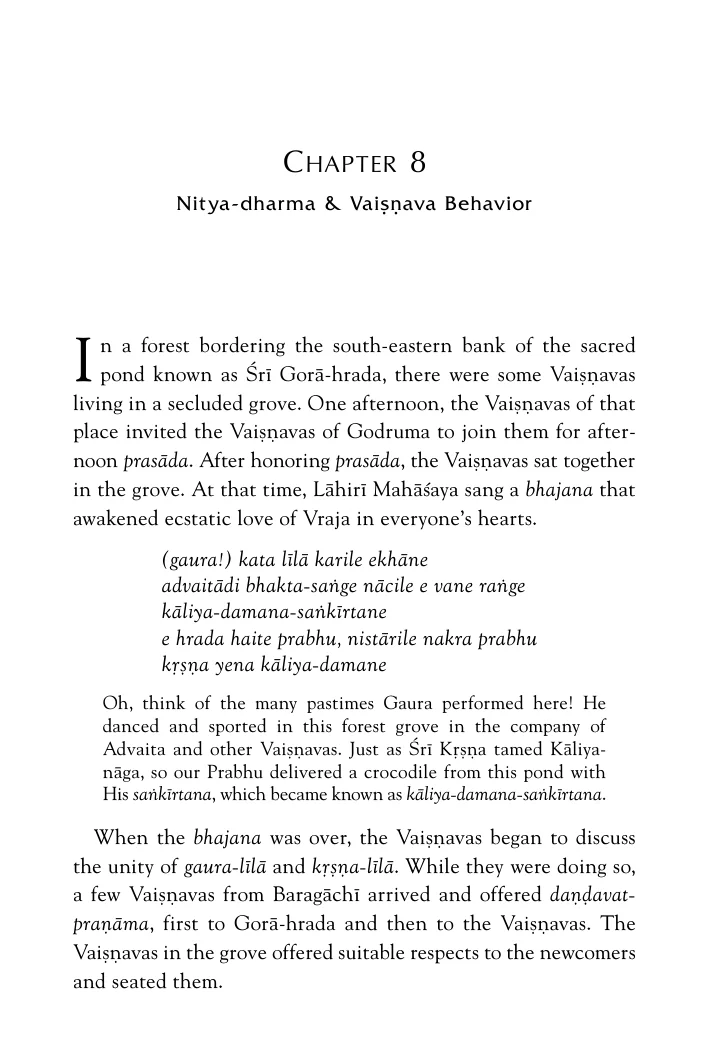 CHAPTER 8
Nitya-dharma & Vaiṣṇava Behavior
In a forest bordering the south-eastern bank of the sacred
pond known as Śrī Gorā-hrada, there were some Vaiṣṇavas
living in a secluded grove. One afternoon, the Vaiṣṇavas of that
place invited the Vaiṣṇavas of Godruma to join them for after-
noon prasāda. After honoring prasāda, the Vaiṣṇavas sat together
in the grove. At that time, Lāhirī Mahāśaya sang a bhajana that
awakened ecstatic love of Vraja in everyone's hearts.
(gaura!) kata līlā karile ekhāne
advaitādi bhakta-saṅge nācile e vane raṅge
kāliya-damana-saṅkīrtane
e hrada haite prabhu, nistārile nakra prabhu
kṛṣṇa yena kāliya-damane
Oh, think of the many pastimes Gaura performed here! He
danced and sported in this forest grove in the company of
Advaita and other Vaiṣṇavas. Just as Śrī Kṛṣṇa tamed Kāliya-
nāga, so our Prabhu delivered a crocodile from this pond with
His saṅkīrtana, which became known as kāliya-damana-saṅkīrtana.
When the bhajana was over, the Vaiṣṇavas began to discuss
the unity of gaura-līlā and kṛṣṇa-līlā. While they were doing so,
a few Vaiṣṇavas from Baragāchī arrived and offered daṇḍavat-
praṇāma, first to Gorā-hrada and then to the Vaiṣṇavas. The
Vaiṣṇavas in the grove offered suitable respects to the newcomers
and seated them.